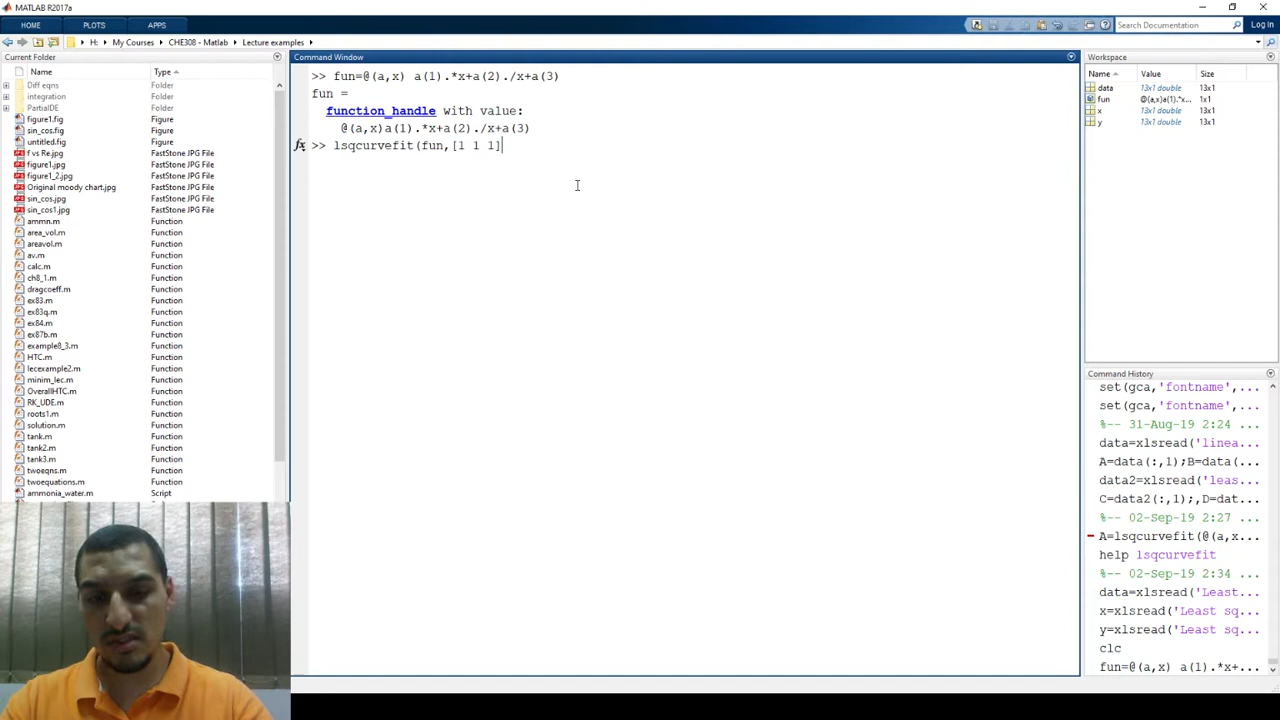 MATLAB R2017a
HOME
PLOTS
APPS
Search Documentation
Log In
H: My Courses CHE308 - Matlab Lecture examples
Current Folder
Name Type
Diff eqns Folder
integration Folder
PartialDE Folder
figure1.fig Figure
sin_cos.fig Figure
untitled.fig Figure
f vs Re.jpg FastStone JPG File
figure1.jpg FastStone JPG File
figure1_2.jpg FastStone JPG File
Original moody chart.jpg FastStone JPG File
sin_cos.jpg FastStone JPG File
sin_cos1.jpg FastStone JPG File
ammn.m Function
area_vol.m Function
areavol.m Function
av.m Function
calc.m Function
ch8_1.m Function
dragcoeff.m Function
ex83.m Function
ex83q.m Function
ex84.m Function
ex87b.m Function
example8_3.m Function
HTC.m Function
lecexample2.m Function
minim_lec.m Function
OverallHTC.m Function
RK_UDE.m Function
roots1.m Function
solution.m Function
tank.m Function
tank2.m Function
tank3.m Function
twoeqns.m Function
twoequations.m Function
ammonia_water.m Script
Command Window
>> fun=@(a,x) a(1).*x+a(2)./x+a(3)
fun =
function_handle with value:
@(a,x)a(1).*x+a(2)./x+a(3)
fx >> lsqcurvefit(fun,[1 1 1]
Workspace
Name Value Size
data 13x1 double 13x1
fun @(a,x)a(1).*x... 1x1
x 13x1 double 13x1
y 13x1 double 13x1
Command History
set(gca,'fontname',...
set(gca,'fontname',...
%-- 31-Aug-19 2:24
data=xlsread('linea...
A=data(:,1);B=data(...
data2=xlsread('leas...
C=data2(:,1);,D=dat...
%-- 02-Sep-19 2:27
A=lsqcurvefit(@(a,x...
help lsqcurvefit
%-- 02-Sep-19 2:34
data=xlsread('Least...
x=xlsread('Least sq...
y=xlsread('Least sq...
clc
fun=@(a,x) a(1).*x+...